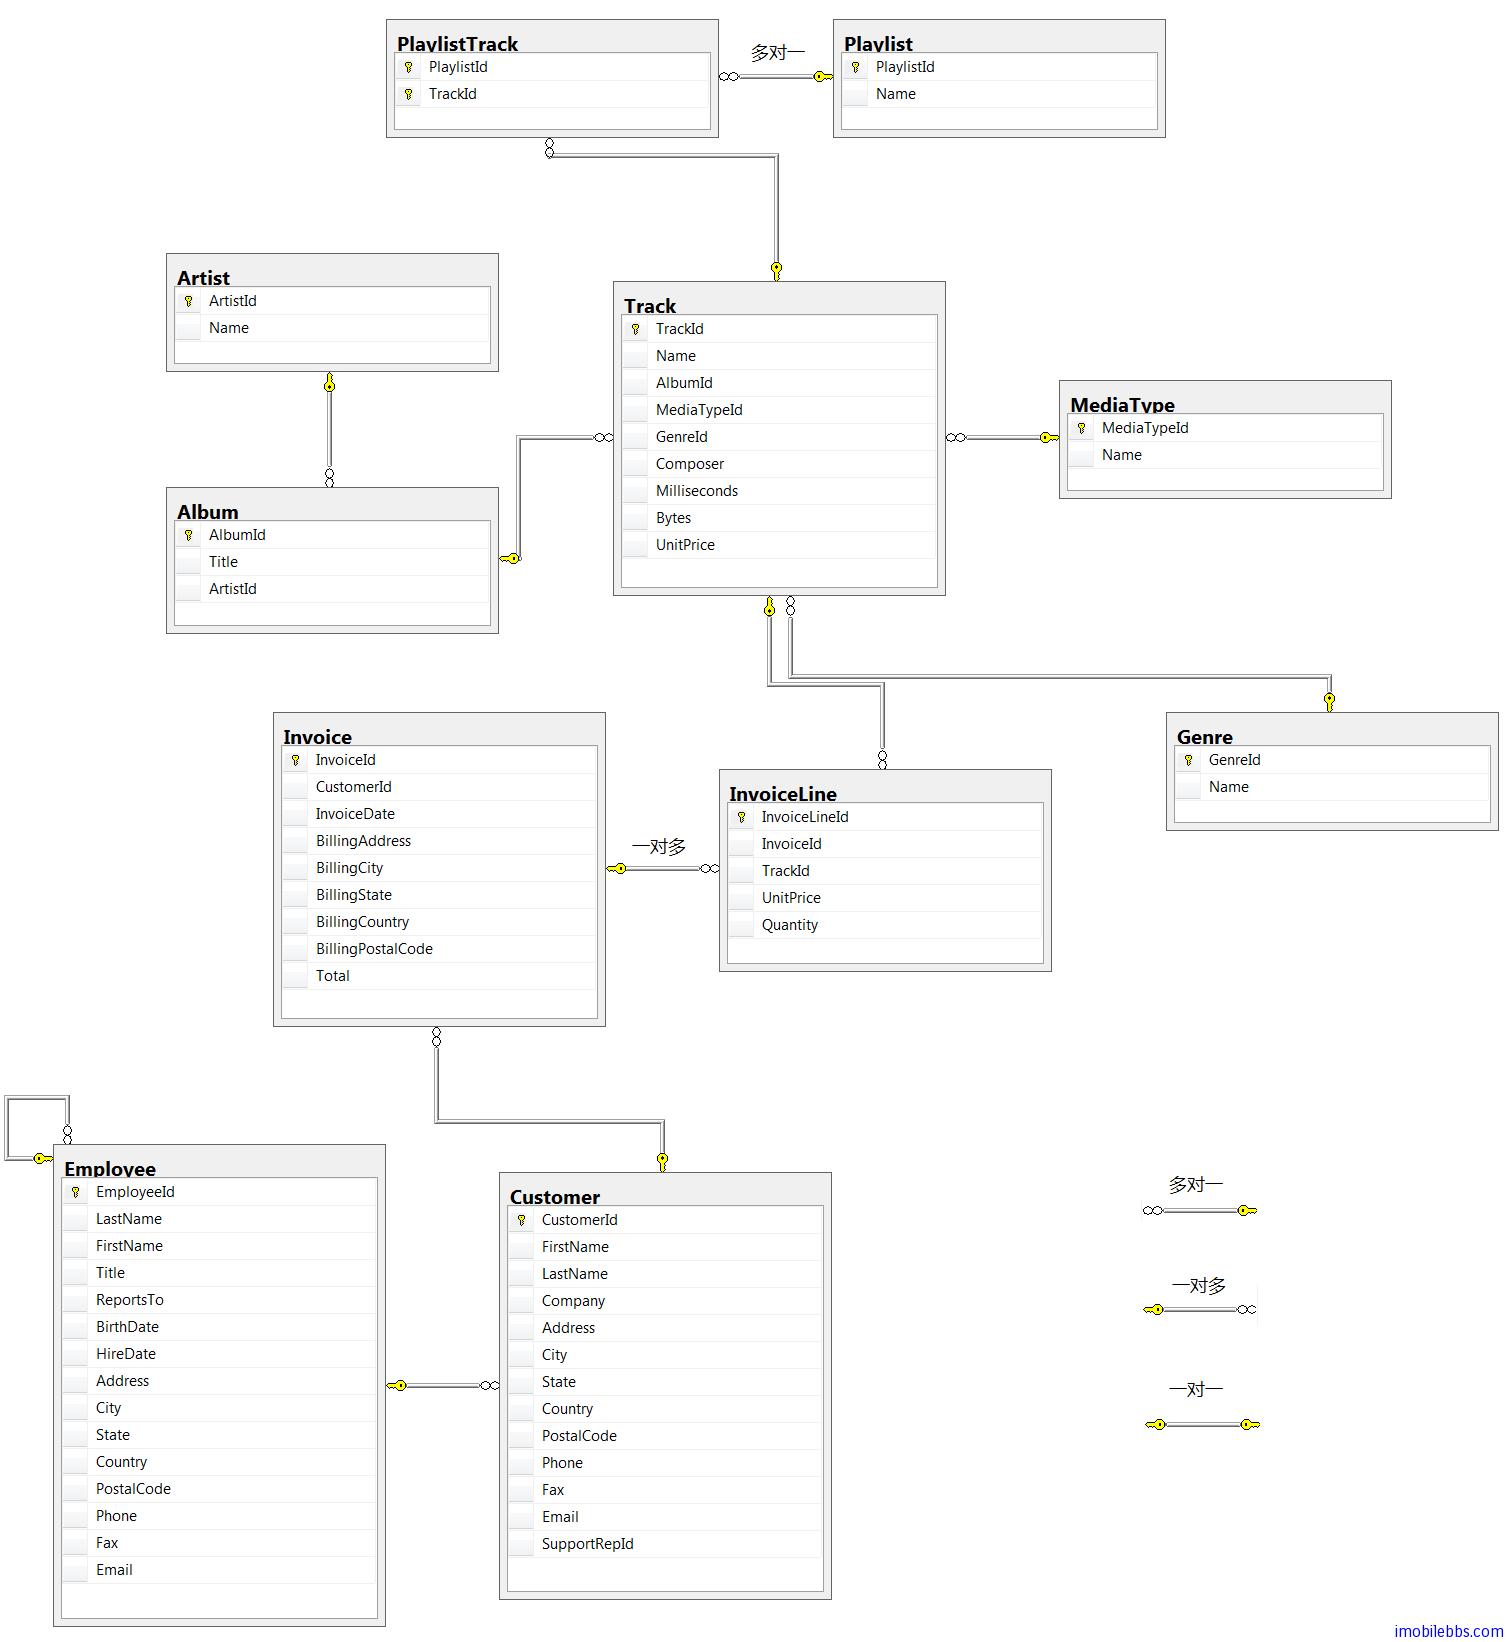 PlaylistTrack
PlaylistId
TrackId
多对一
Playlist
PlaylistId
Name
Artist
ArtistId
Name
Track
TrackId
Name
AlbumId
MediaTypeId
GenreId
Composer
Milliseconds
Bytes
UnitPrice
MediaType
MediaTypeId
Name
Album
AlbumId
Title
ArtistId
Invoice
InvoiceId
CustomerId
InvoiceDate
BillingAddress
BillingCity
BillingState
BillingCountry
BillingPostalCode
Total
一对多
InvoiceLine
InvoiceLineId
InvoiceId
TrackId
UnitPrice
Quantity
Genre
GenreId
Name
Employee
EmployeeId
LastName
FirstName
Title
ReportsTo
BirthDate
HireDate
Address
City
State
Country
PostalCode
Phone
Fax
Email
Customer
CustomerId
FirstName
LastName
Company
Address
City
State
Country
PostalCode
Phone
Fax
Email
SupportRepId
多对一
一对多
一对一
imobilebbs.com